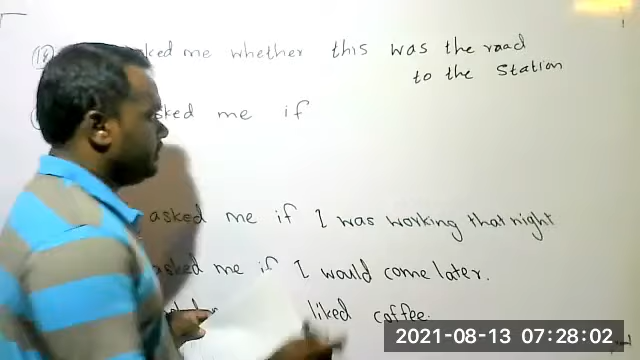 18 asked me whether this was the road
to the station
asked me if
asked me if I was working that night
asked me if I would come later.
liked coffee.
2021-08-13 07:28:02